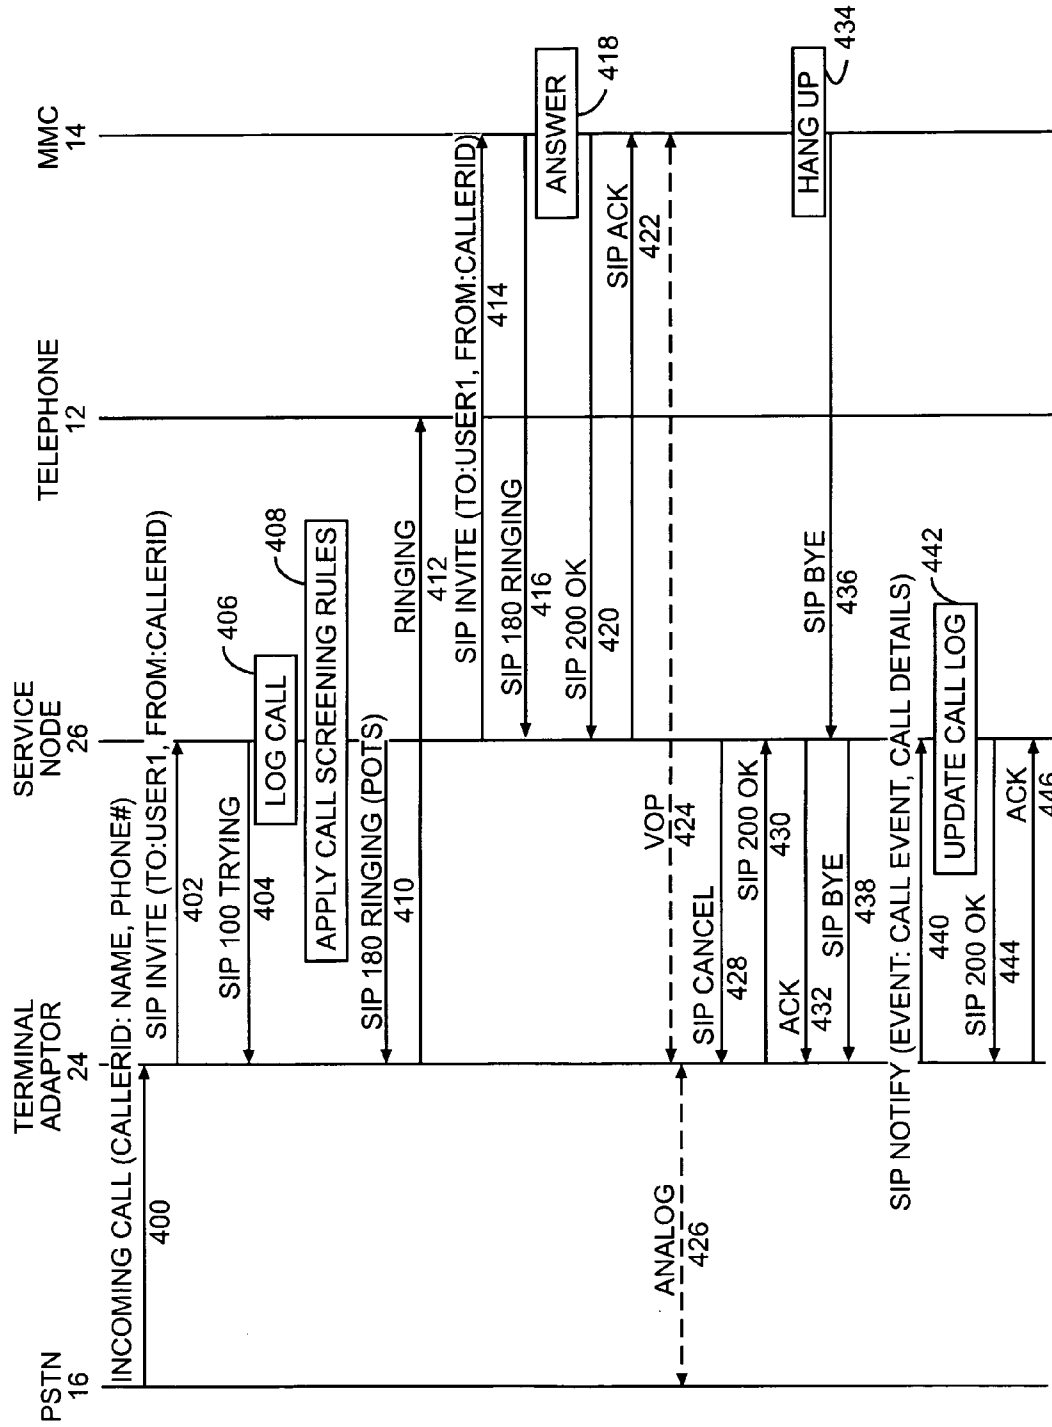 PSTN
16
TERMINAL
ADAPTOR
24
SERVICE
NODE
26
TELEPHONE
12
MMC
14
INCOMING CALL (CALLERID: NAME, PHONE#)
400
SIP INVITE (TO:USER1, FROM:CALLERID)
402
SIP 100 TRYING
404
LOG CALL
406
APPLY CALL SCREENING RULES
408
SIP 180 RINGING (POTS)
410
RINGING
412
SIP INVITE (TO:USER1, FROM:CALLERID)
414
SIP 180 RINGING
416
ANSWER
418
SIP 200 OK
420
SIP ACK
422
VOP
424
ANALOG
426
SIP CANCEL
428
SIP 200 OK
430
ACK
432
HANG UP
434
SIP BYE
436
SIP BYE
438
SIP NOTIFY (EVENT: CALL EVENT, CALL DETAILS)
440
UPDATE CALL LOG
442
SIP 200 OK
444
ACK
446